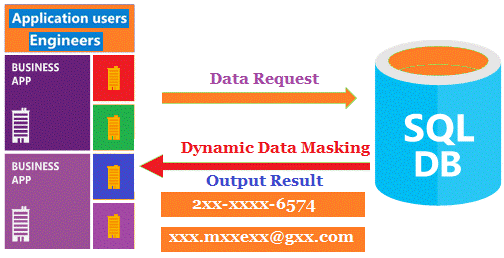 Application users
Engineers
BUSINESS
APP
BUSINESS
APP
Data Request
Dynamic Data Masking
Output Result
2xx-xxxx-6574
xxx.mxxexx@gxx.com
SQL
DB